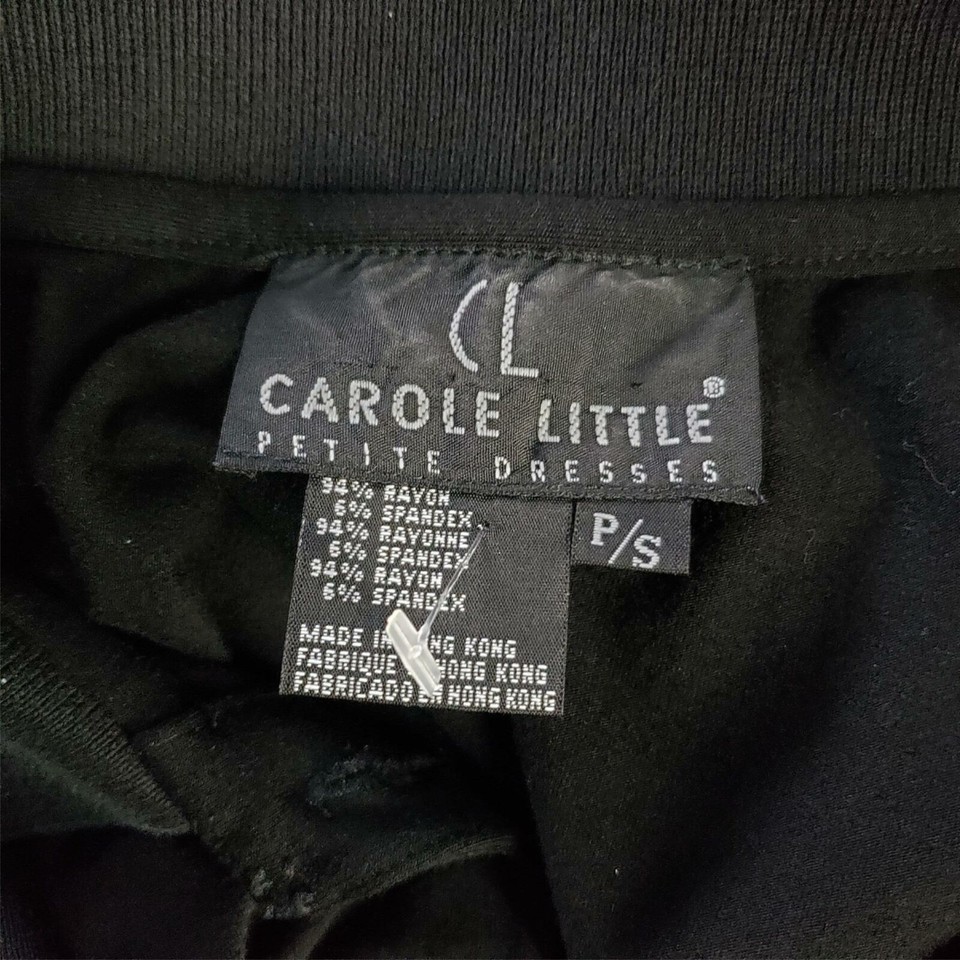 CL
CAROLE LITTLE®
PETITE DRESSES
94% RAYON
6% SPANDEX
94% RAYONNE
6% SPANDEX
94% RAYON
6% SPANDEX
P/S
MADE IN HONG KONG
FABRIQUE HONG KONG
FABRICADO EN HONG KONG